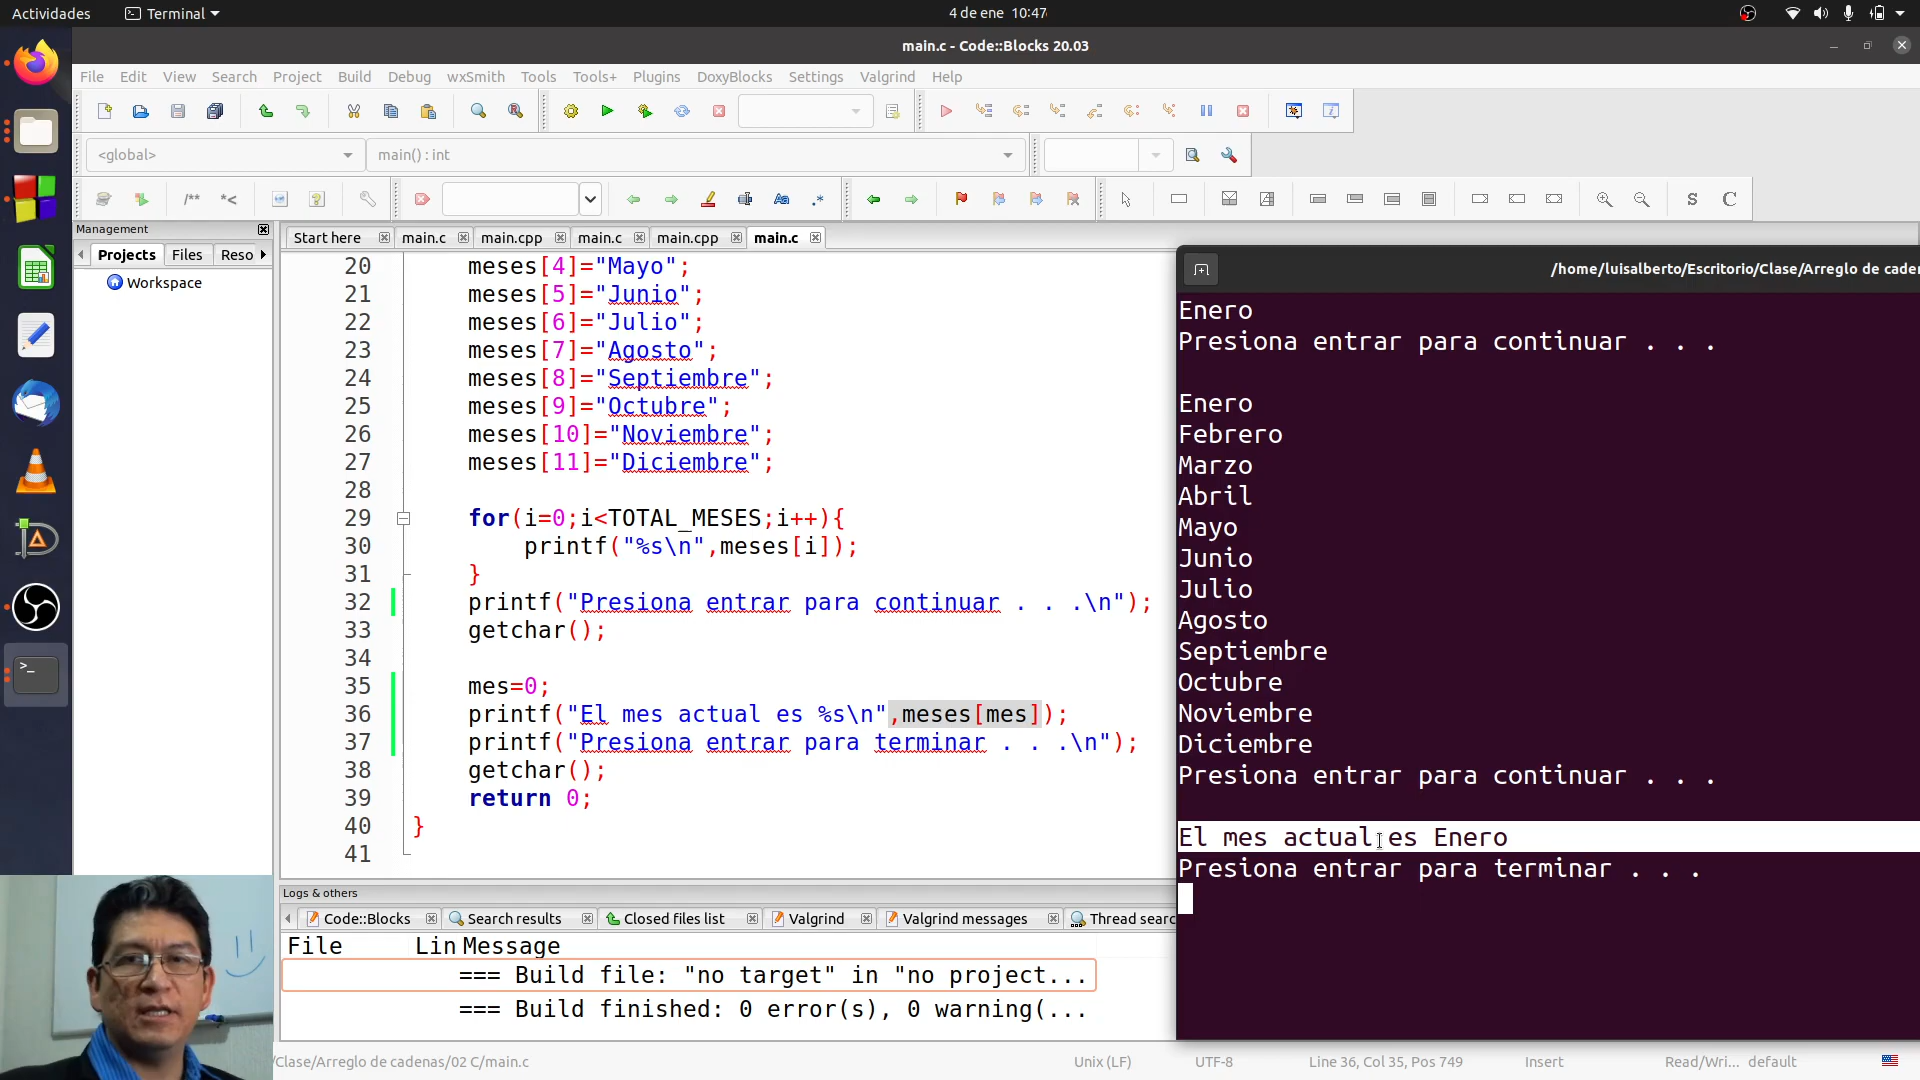 Actividades
Terminal
4 de ene 10:47
main.c - Code::Blocks 20.03
File Edit View Search Project Build Debug wxSmith Tools Tools+ Plugins DoxyBlocks Settings Valgrind Help
<global>
main() : int
/** *<
Aa .*
S C
Management
Projects Files Reso
Workspace
Start here main.c main.cpp main.c main.cpp main.c
20 meses[4]="Mayo";
21 meses[5]="Junio";
22 meses[6]="Julio";
23 meses[7]="Agosto";
24 meses[8]="Septiembre";
25 meses[9]="Octubre";
26 meses[10]="Noviembre";
27 meses[11]="Diciembre";
28
29 for(i=0;i<TOTAL_MESES;i++){
30 printf("%s\n",meses[i]);
31 }
32 printf("Presiona entrar para continuar . . .\n");
33 getchar();
34
35 mes=0;
36 printf("El mes actual es %s\n",meses[mes]);
37 printf("Presiona entrar para terminar . . .\n");
38 getchar();
39 return 0;
40 }
41
/home/luisalberto/Escritorio/Clase/Arreglo de cader
Enero
Presiona entrar para continuar . . .
Enero
Febrero
Marzo
Abril
Mayo
Junio
Julio
Agosto
Septiembre
Octubre
Noviembre
Diciembre
Presiona entrar para continuar . . .
El mes actual es Enero
Presiona entrar para terminar . . .
Logs & others
Code::Blocks Search results Closed files list Valgrind Valgrind messages Thread searc
File Lin Message
=== Build file: "no target" in "no project...
=== Build finished: 0 error(s), 0 warning(...
/Clase/Arreglo de cadenas/02 C/main.c
Unix (LF)
UTF-8
Line 36, Col 35, Pos 749
Insert
Read/Wri... default